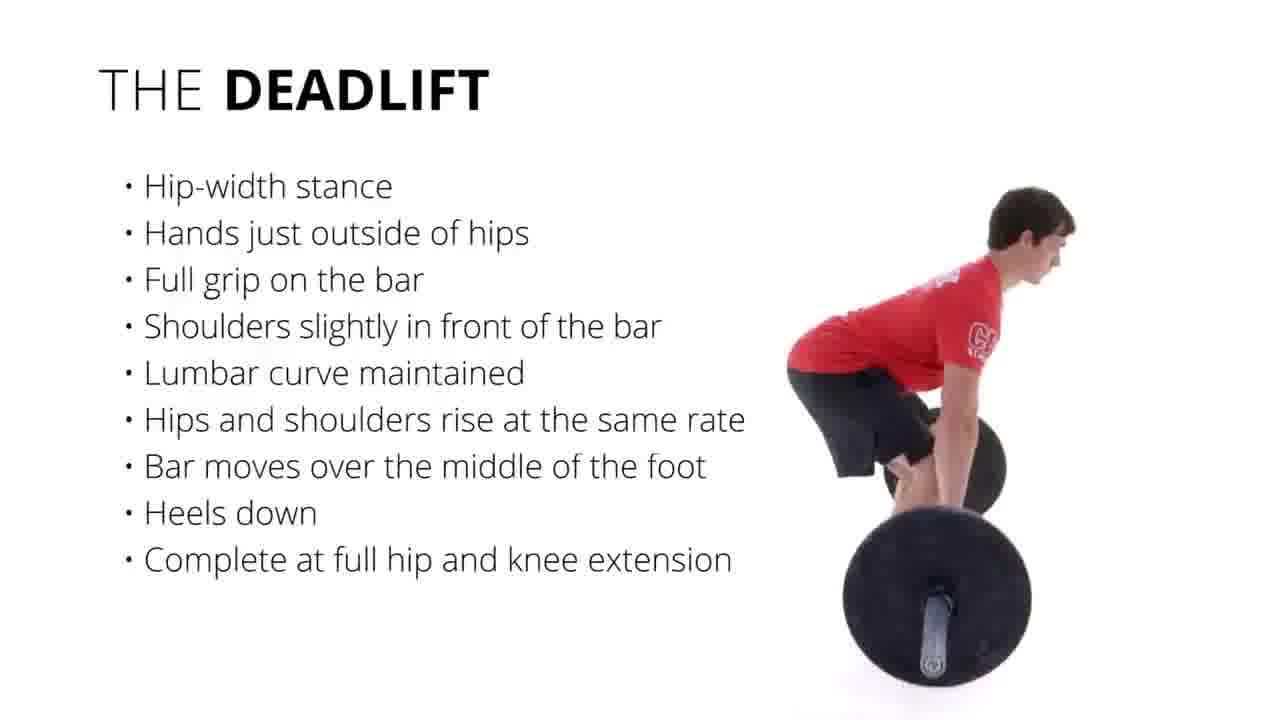 THE DEADLIFT
• Hip-width stance
• Hands just outside of hips
• Full grip on the bar
• Shoulders slightly in front of the bar
• Lumbar curve maintained
• Hips and shoulders rise at the same rate
• Bar moves over the middle of the foot
• Heels down
• Complete at full hip and knee extension